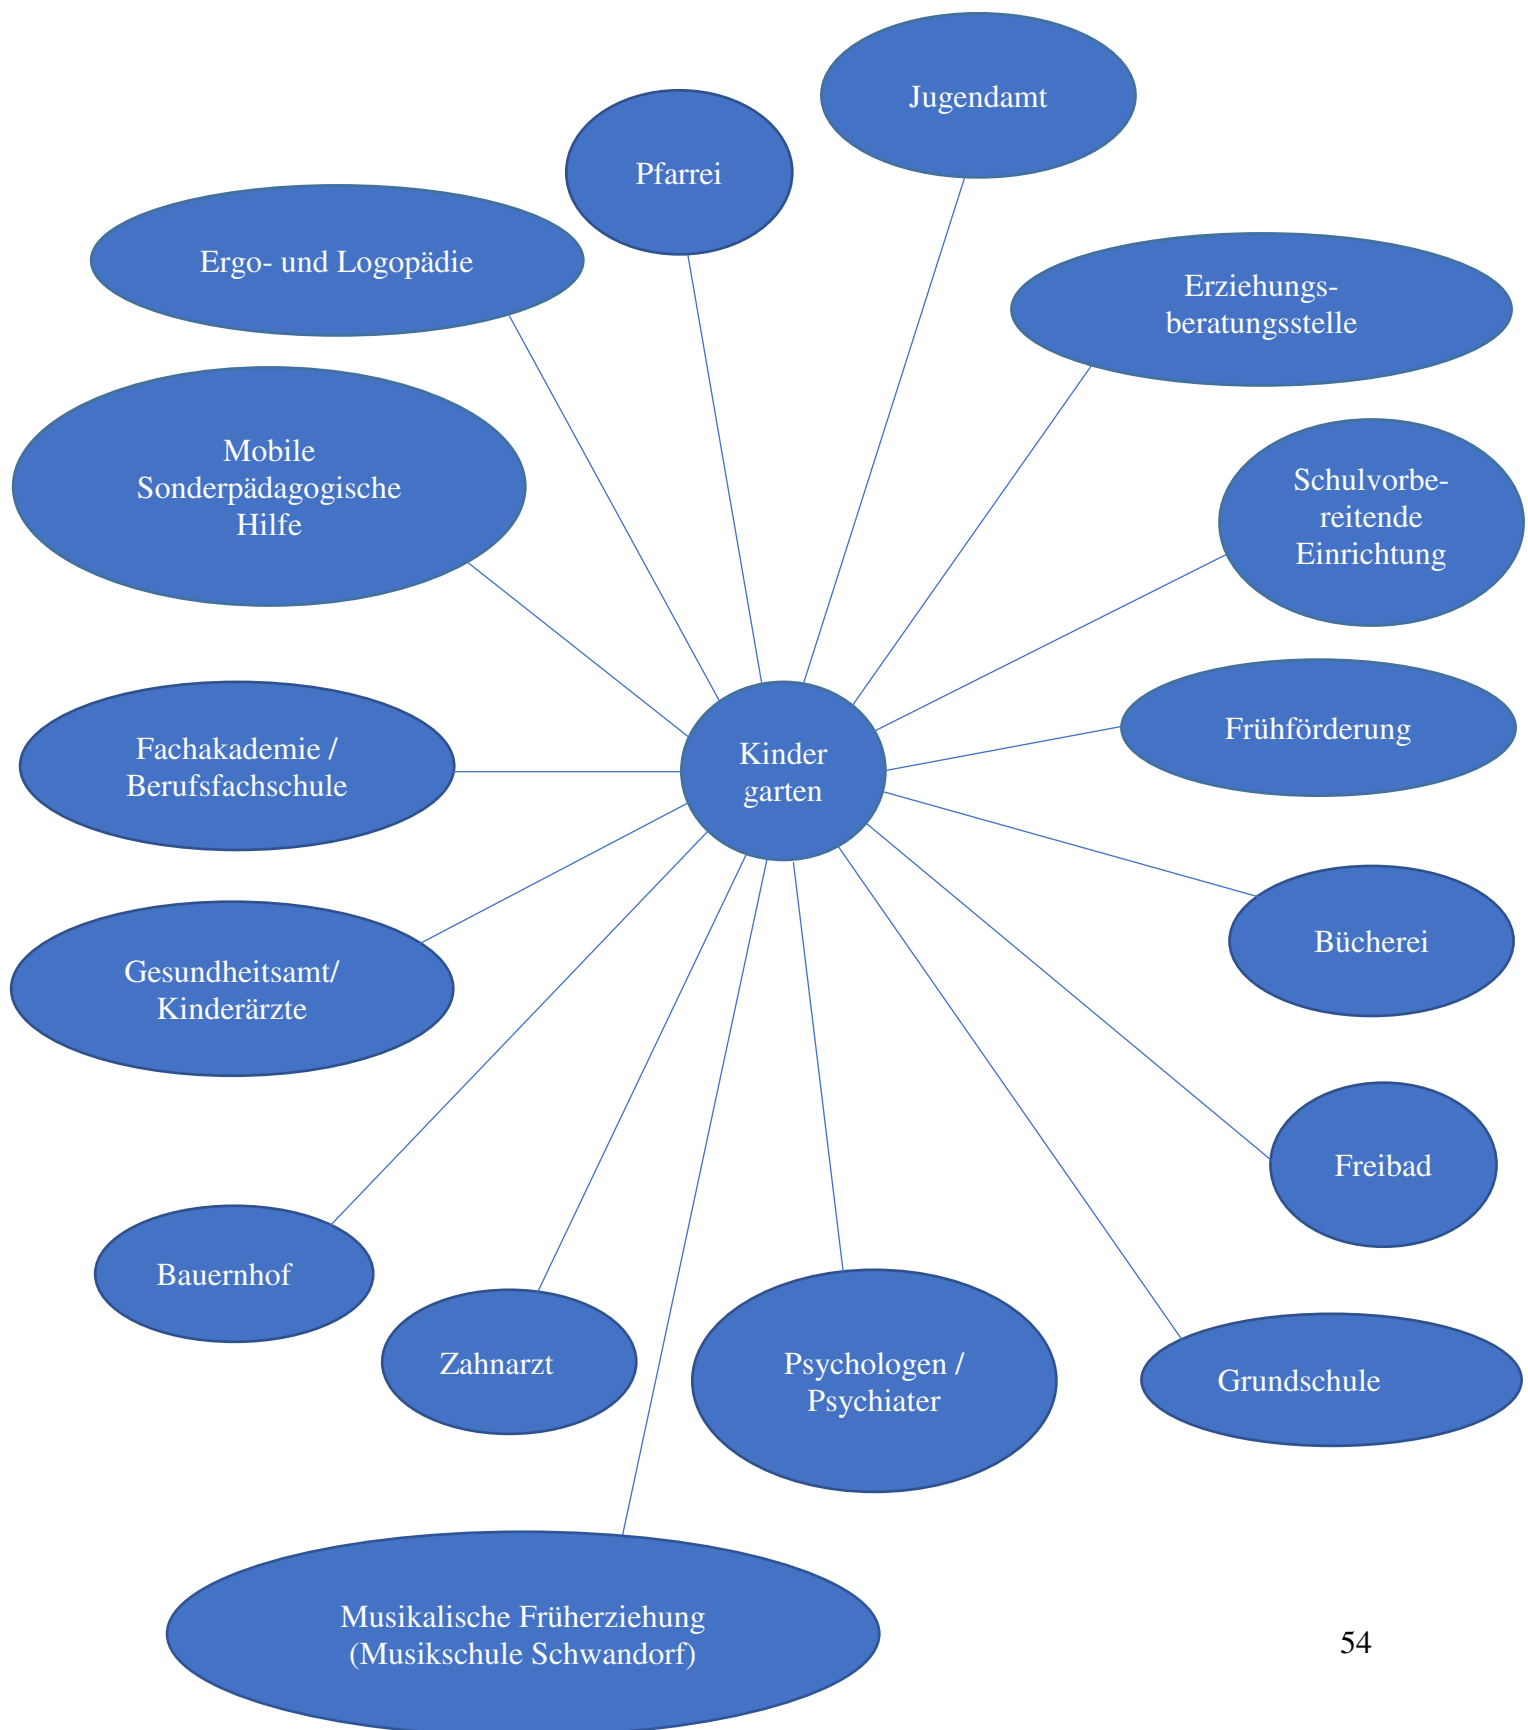 Jugendamt
Pfarrei
Ergo- und Logopädie
Erziehungs-
beratungsstelle
Mobile
Sonderpädagogische
Hilfe
Schulvorbe-
reitende
Einrichtung
Fachakademie /
Berufsfachschule
Kinder
garten
Frühförderung
Bücherei
Gesundheitsamt/
Kinderärzte
Freibad
Bauernhof
Zahnarzt
Psychologen /
Psychiater
Grundschule
Musikalische Früherziehung
(Musikschule Schwandorf)
54